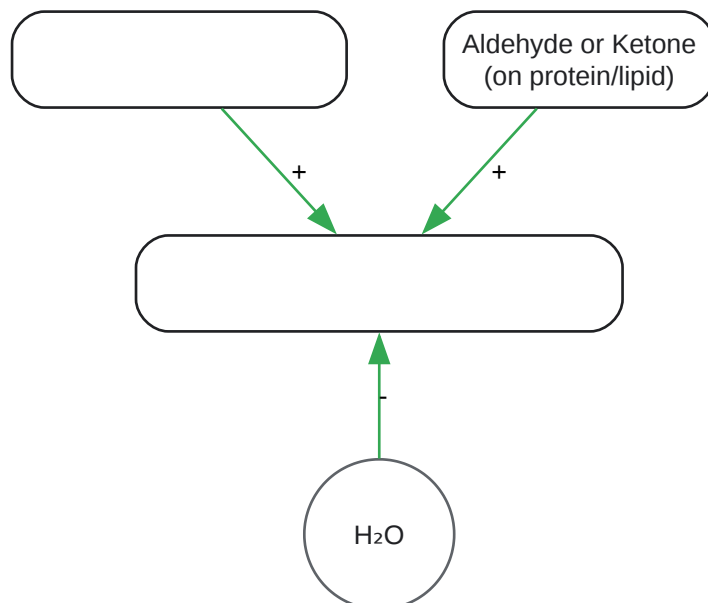 Aldehyde or Ketone
(on protein/lipid)
+
+
-
H₂O